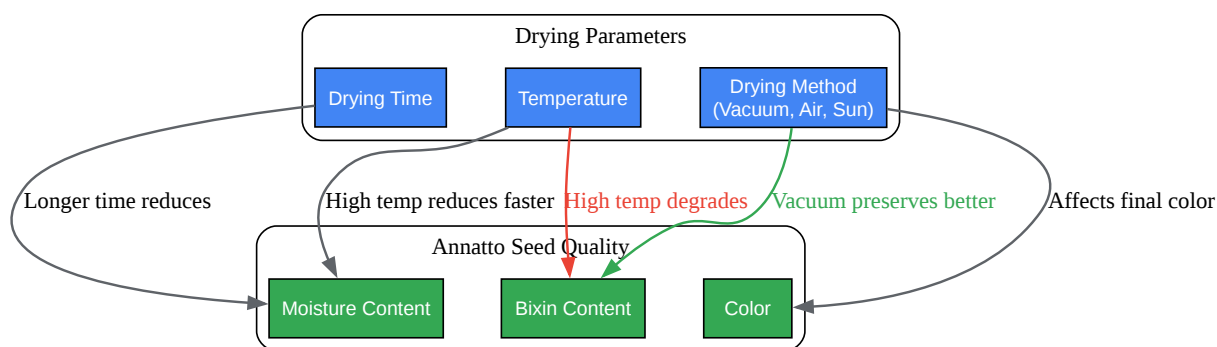 Drying Parameters
Drying Time
Temperature
Drying Method
(Vacuum, Air, Sun)
Longer time reduces
High temp reduces faster
High temp degrades
Vacuum preserves better
Affects final color
Annatto Seed Quality
Moisture Content
Bixin Content
Color